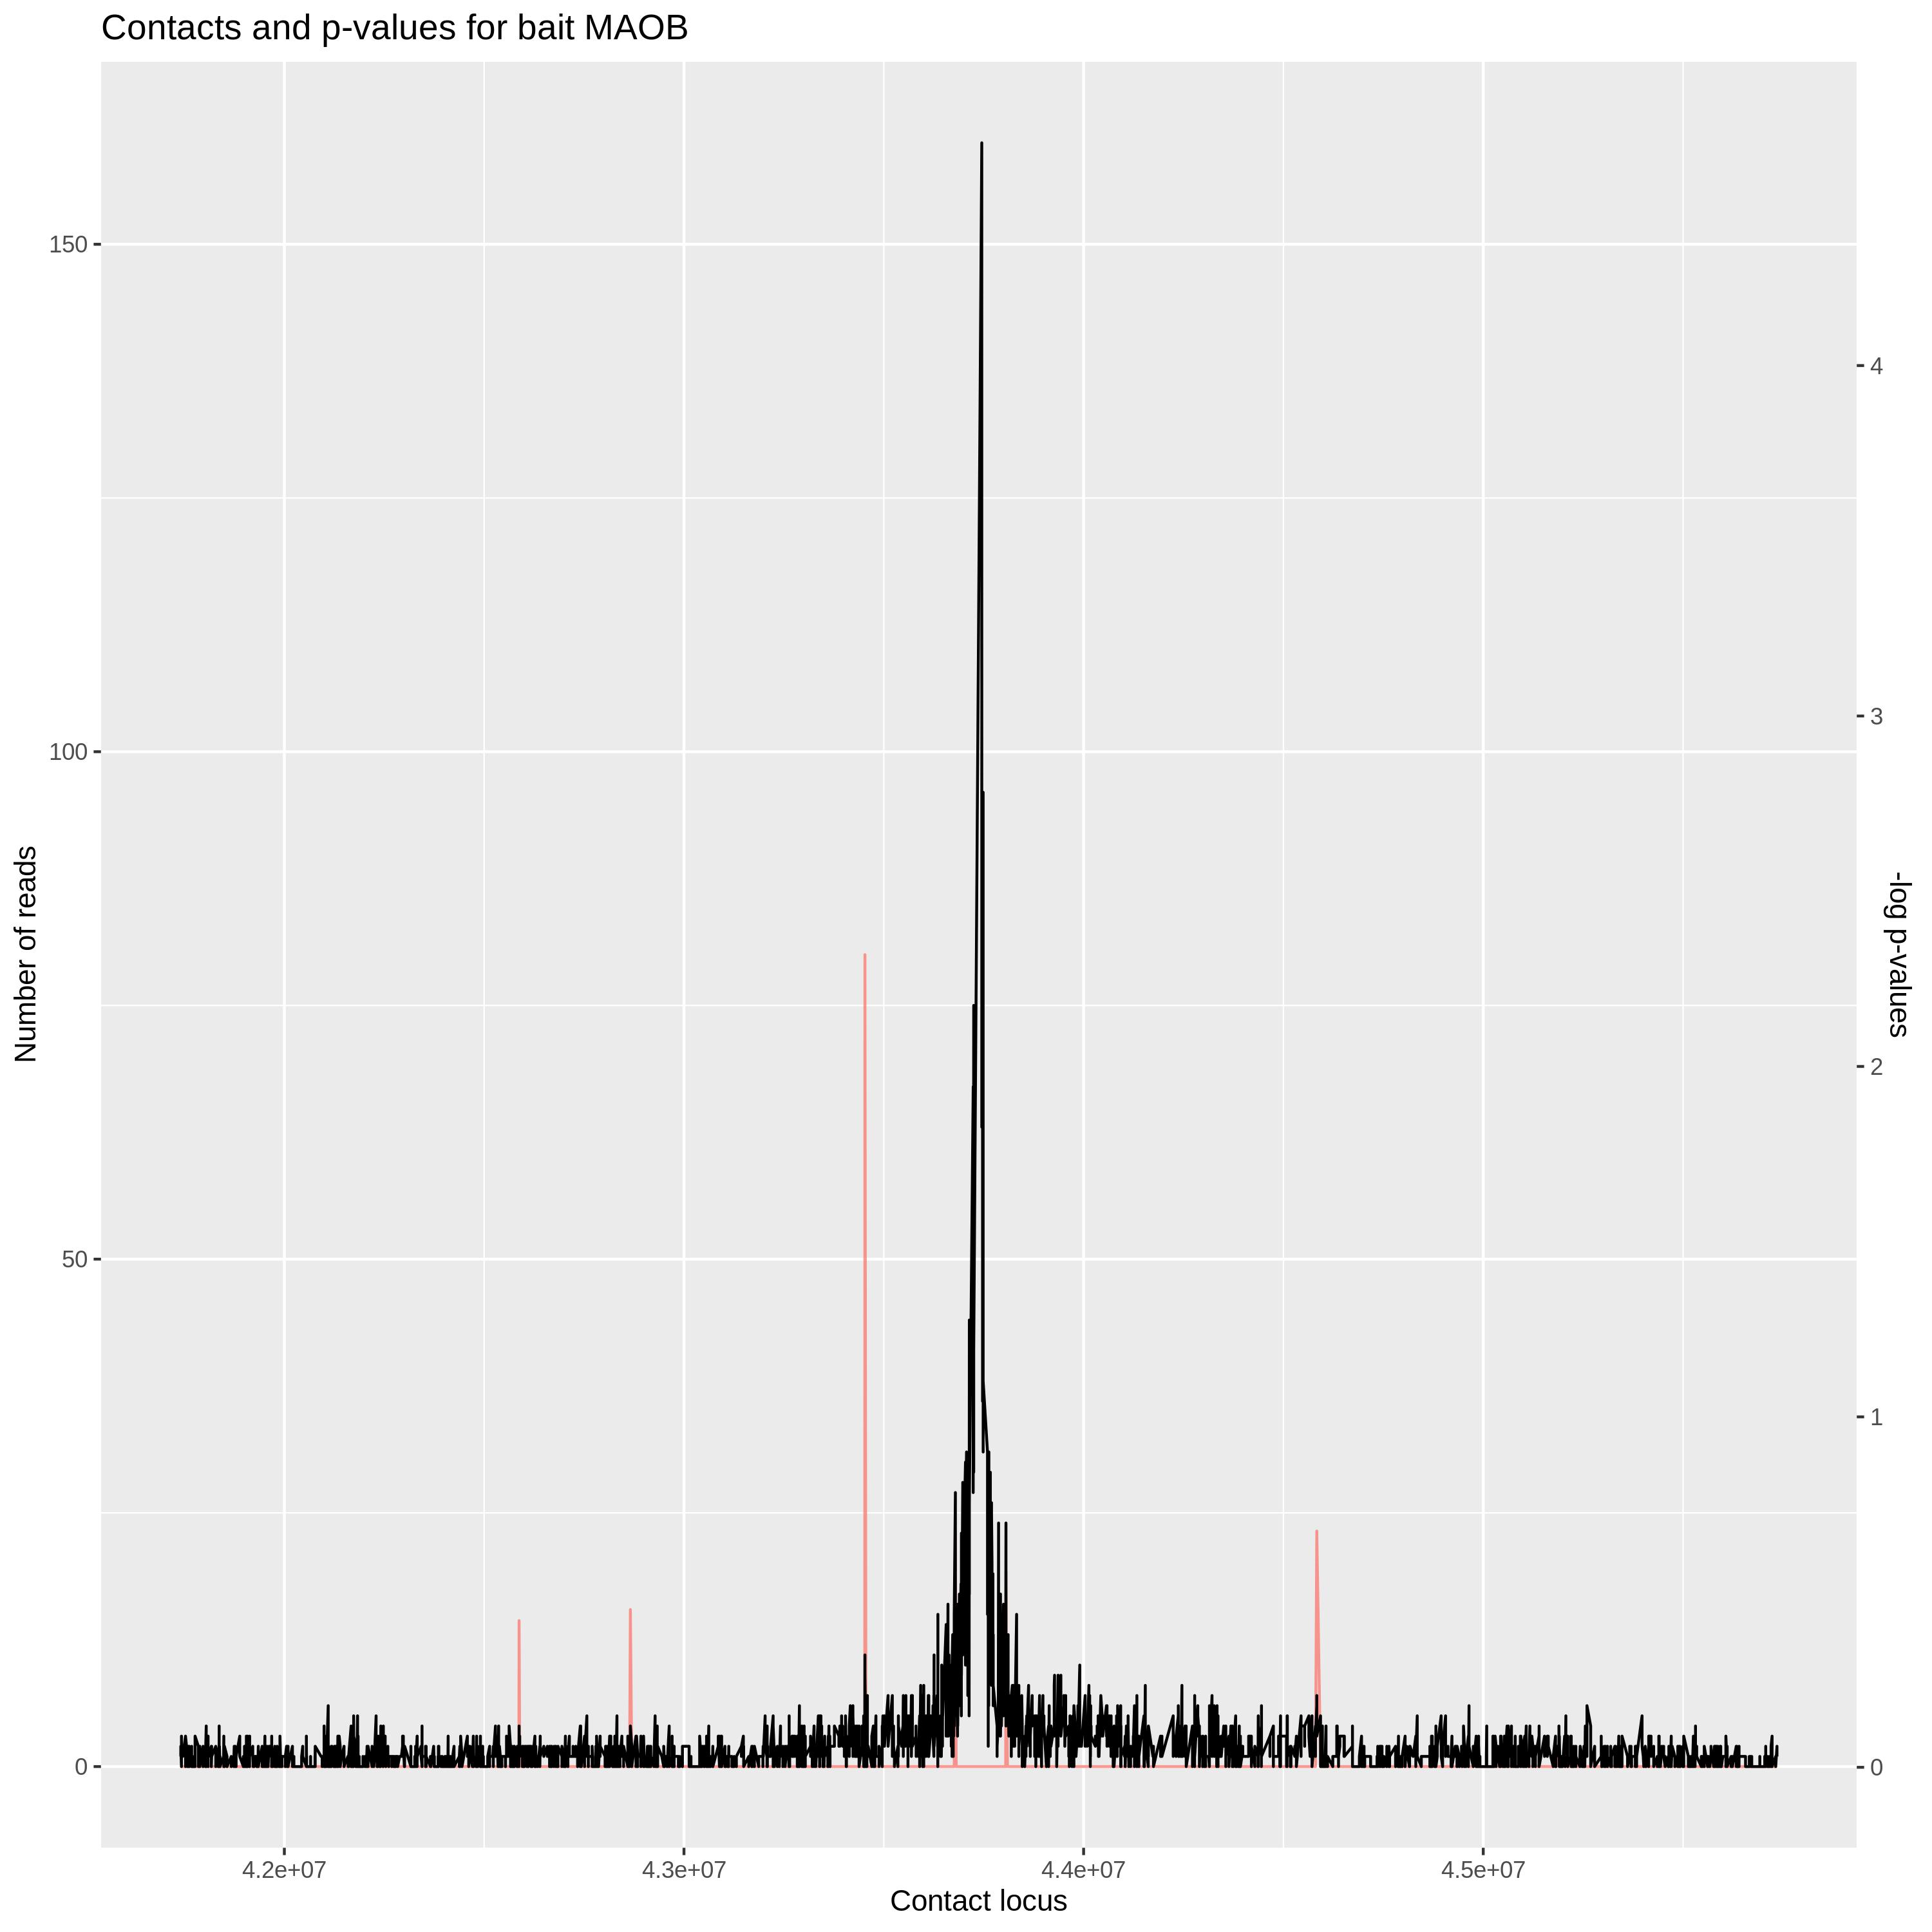 Contacts and p-values for bait MAOB
150
100
50
0
Number of reads
4
3
2
1
0
-log p-values
4.2e+07
4.3e+07
4.4e+07
4.5e+07
Contact locus